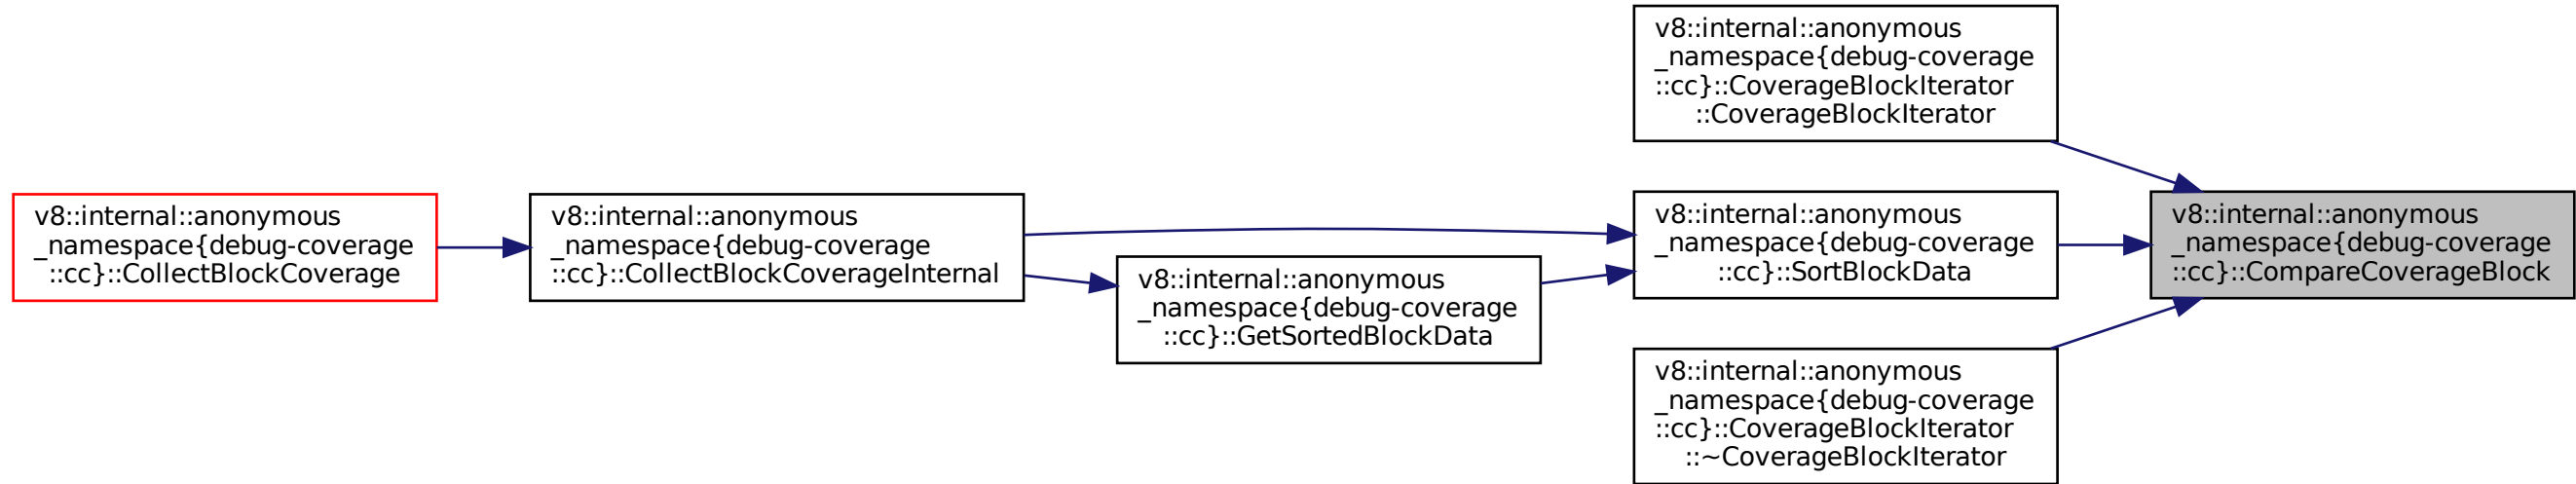 v8::internal::anonymous
_namespace{debug-coverage
::cc}::CollectBlockCoverage
v8::internal::anonymous
_namespace{debug-coverage
::cc}::CollectBlockCoverageInternal
v8::internal::anonymous
_namespace{debug-coverage
::cc}::GetSortedBlockData
v8::internal::anonymous
_namespace{debug-coverage
::cc}::CoverageBlockIterator
::CoverageBlockIterator
v8::internal::anonymous
_namespace{debug-coverage
::cc}::SortBlockData
v8::internal::anonymous
_namespace{debug-coverage
::cc}::CoverageBlockIterator
::~CoverageBlockIterator
v8::internal::anonymous
_namespace{debug-coverage
::cc}::CompareCoverageBlock